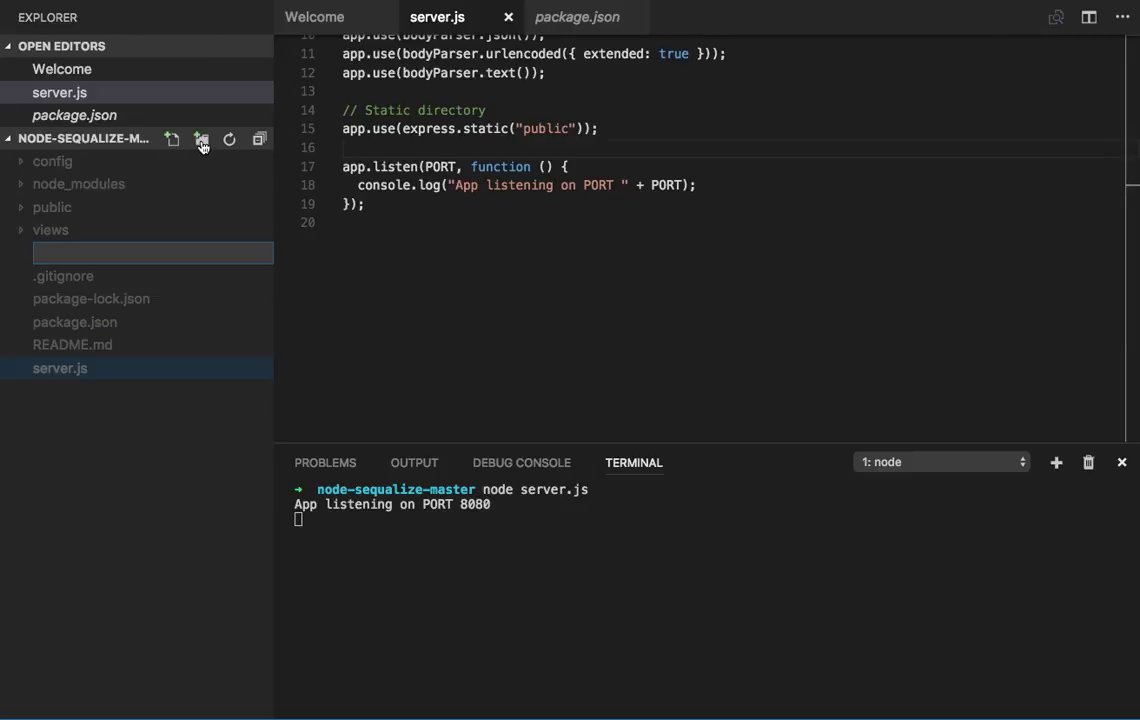 EXPLORER
OPEN EDITORS
Welcome
server.js
package.json
NODE-SEQUALIZE-M...
config
node_modules
public
views
.gitignore
package-lock.json
package.json
README.md
server.js
Welcome
server.js
package.json
10 app.use(bodyParser.json());
11 app.use(bodyParser.urlencoded({ extended: true }));
12 app.use(bodyParser.text());
13
14 // Static directory
15 app.use(express.static("public"));
16
17 app.listen(PORT, function () {
18 console.log("App listening on PORT " + PORT);
19 });
20
PROBLEMS OUTPUT DEBUG CONSOLE TERMINAL 1: node
→ node-sequalize-master node server.js
App listening on PORT 8080